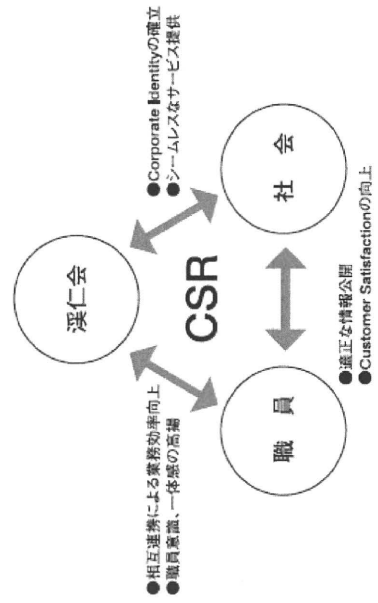 渓仁会
●相互連携による業務効率向上
●職員意識、一体感の高揚
●Corporate Identityの確立
●シームレスなサービス提供
CSR
職 員
社 会
●適正な情報公開
●Customer Satisfactionの向上